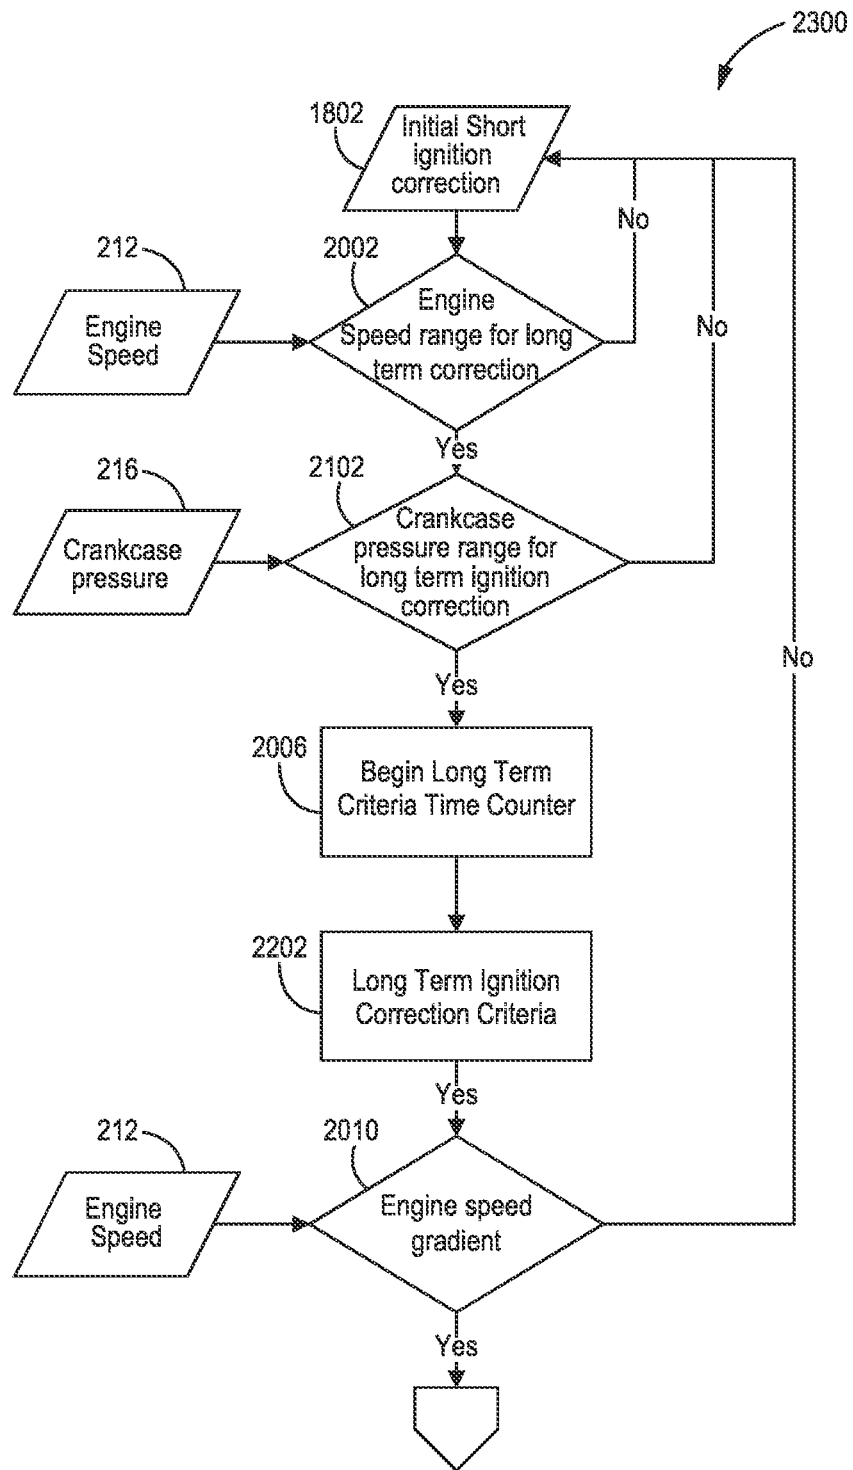 2300
1802
Initial Short
ignition
correction
No
212
2002
Engine
Speed
Engine
Speed range for long
term correction
No
Yes
216
2102
Crankcase
pressure
Crankcase
pressure range for
long term ignition
correction
No
Yes
2006
Begin Long Term
Criteria Time Counter
2202
Long Term Ignition
Correction Criteria
Yes
212
2010
Engine
Speed
Engine speed
gradient
Yes